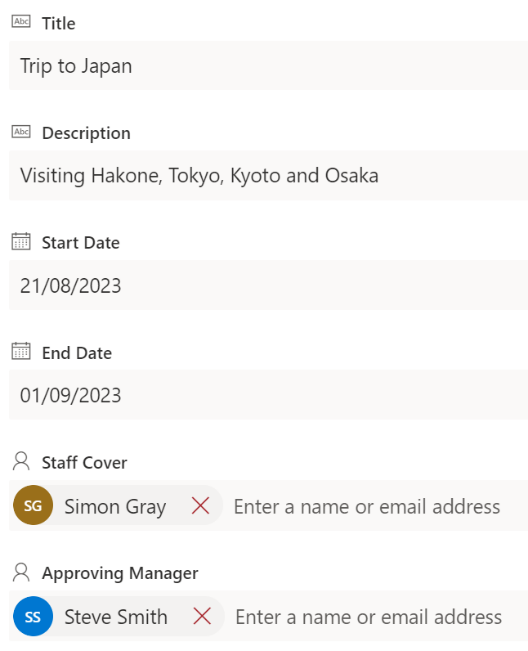 Abc Title
Trip to Japan
Abc Description
Visiting Hakone, Tokyo, Kyoto and Osaka
Start Date
21/08/2023
End Date
01/09/2023
Staff Cover
SG Simon Gray Enter a name or email address
Approving Manager
SS Steve Smith Enter a name or email address